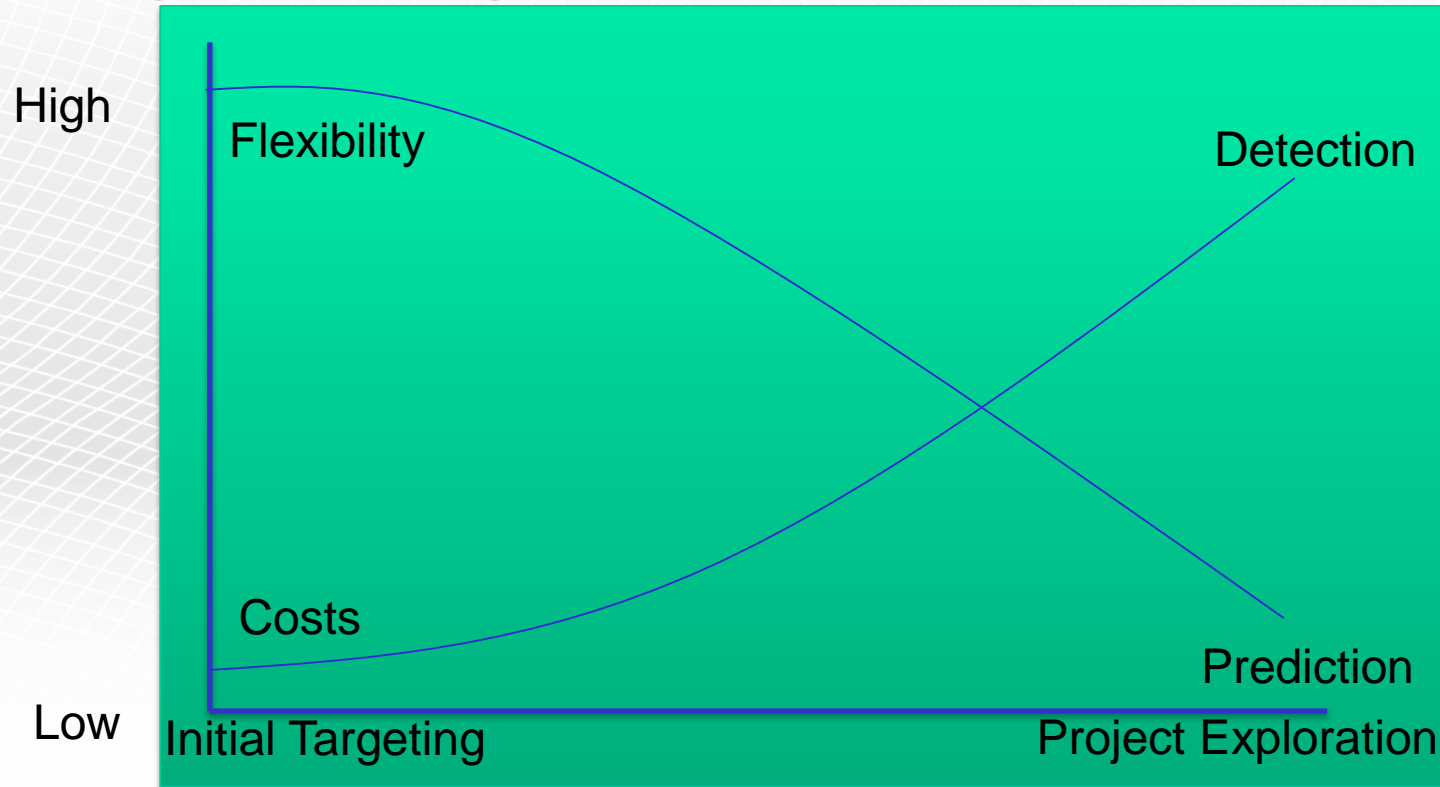 High
Flexibility
Detection
Costs
Prediction
Low
Initial Targeting
Project Exploration